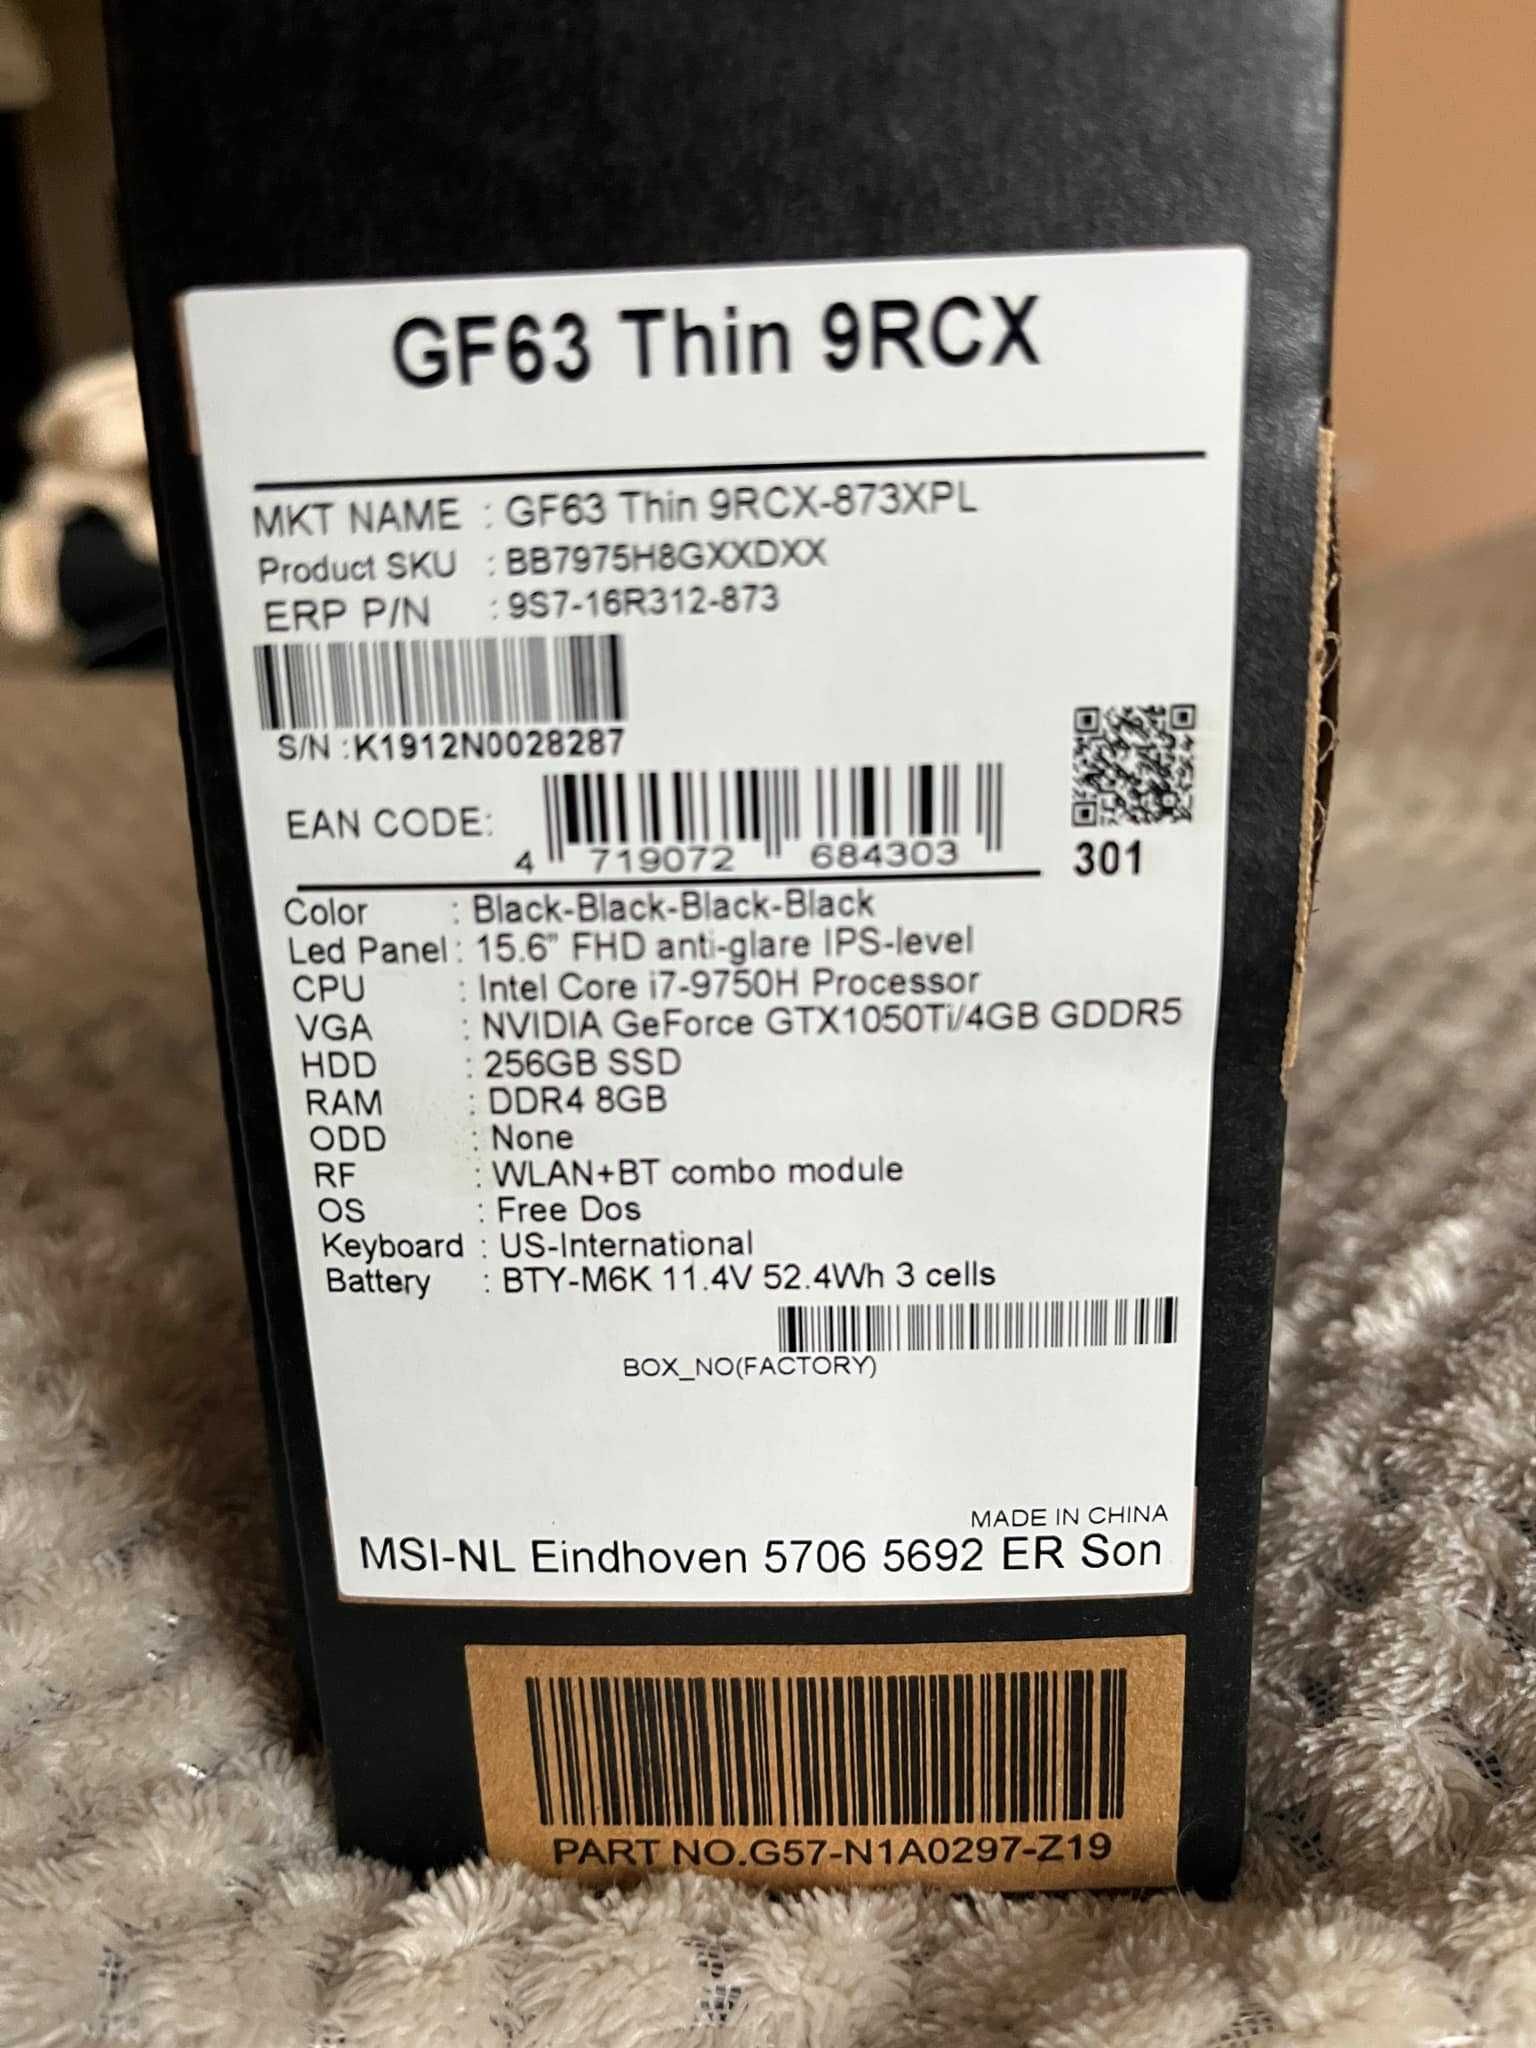 GF63 Thin 9RCX
MKT NAME : GF63 Thin 9RCX-873XPL
Product SKU : BB7975H8GXXDXX
ERP P/N : 9S7-16R312-873
S/N :K1912N0028287
EAN CODE:
4 719072 684303
301
Color : Black-Black-Black-Black
Led Panel : 15.6” FHD anti-glare IPS-level
CPU : Intel Core i7-9750H Processor
VGA : NVIDIA GeForce GTX1050Ti/4GB GDDR5
HDD : 256GB SSD
RAM : DDR4 8GB
ODD : None
RF : WLAN+BT combo module
OS : Free Dos
Keyboard : US-International
Battery : BTY-M6K 11.4V 52.4Wh 3 cells
BOX_NO(FACTORY)
MADE IN CHINA
MSI-NL Eindhoven 5706 5692 ER Son
PART NO.G57-N1A0297-Z19